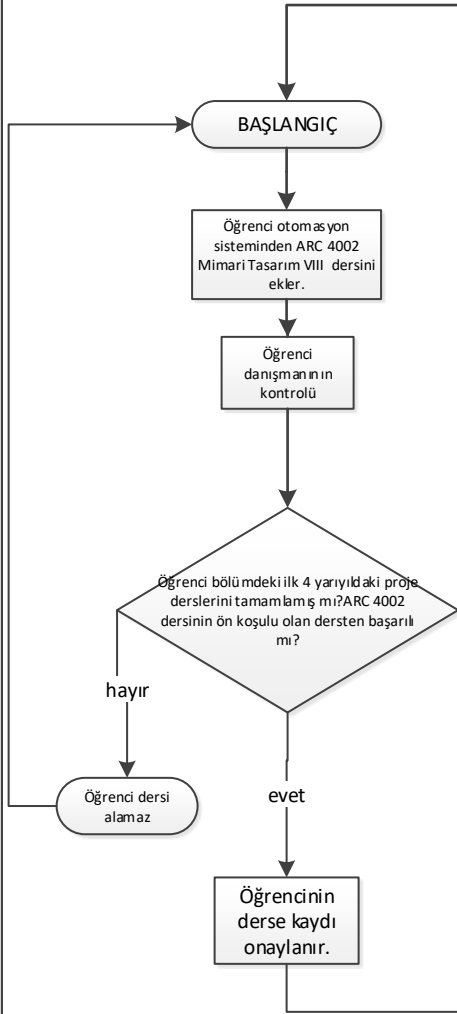 BAŞLANGIÇ
Öğrenci otomasyon
sisteminden ARC 4002
Mimari Tasarım VIII dersini
ekler.
Öğrenci
danışmanının
kontrolü
Öğrenci bölümdeki ilk 4 yarıyıldaki proje
derslerini tamamlamış mı?ARC 4002
dersinin ön koşulu olan dersten başarılı
mı?
hayır
Öğrenci dersi
alamaz
evet
Öğrencinin
derse kaydı
onaylanır.